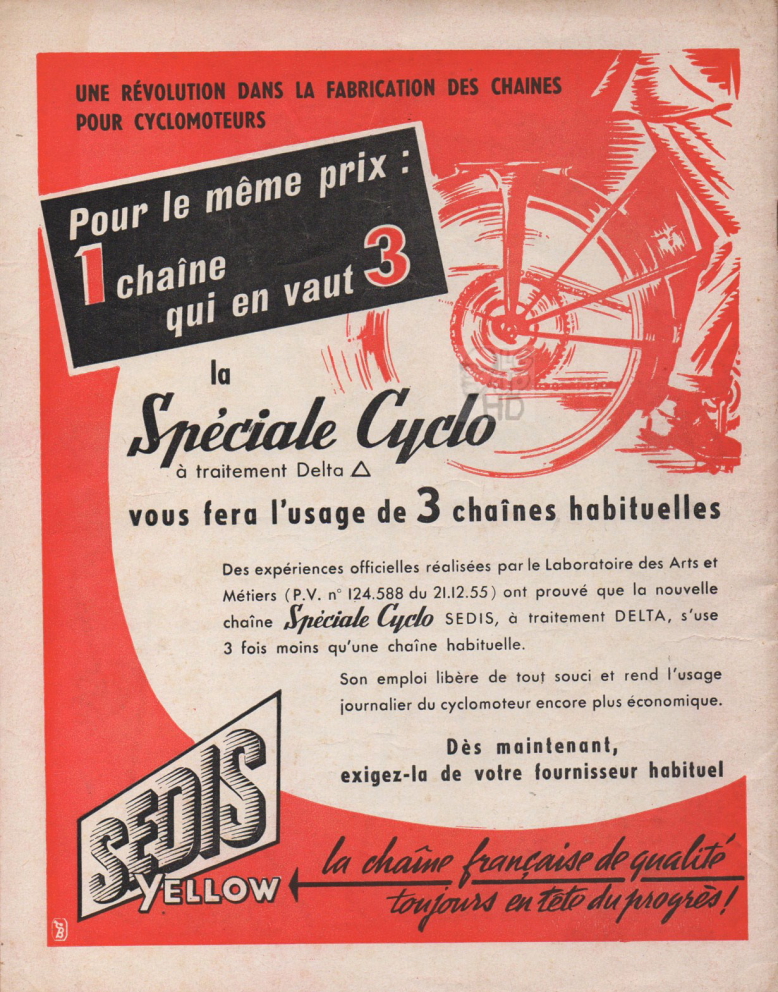 UNE RÉVOLUTION DANS LA FABRICATION DES CHAINES
POUR CYCLOMOTEURS
Pour le même prix :
1 chaîne
qui en vaut 3
la
Spéciale Cyclo
à traitement Delta △
vous fera l'usage de 3 chaînes habituelles
Des expériences officielles réalisées par le Laboratoire des Arts et
Métiers (P.V. n° 124.588 du 21.12.55) ont prouvé que la nouvelle
chaîne Spéciale Cyclo SEDIS, à traitement DELTA, s'use
3 fois moins qu'une chaîne habituelle.
Son emploi libère de tout souci et rend l'usage
journalier du cyclomoteur encore plus économique.
Dès maintenant,
exigez-la de votre fournisseur habituel
SEDIS
YELLOW
la chaîne française de qualité
toujours en tête du progrès !
HD